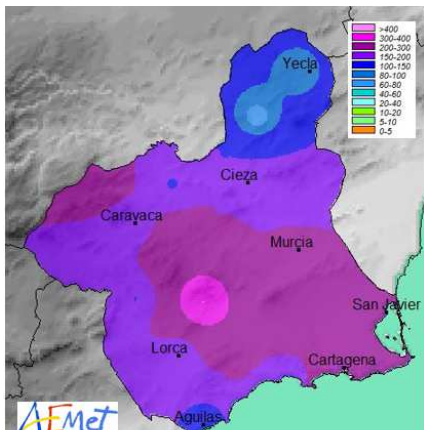 >400
300-400
200-300
150-200
100-150
80-100
60-80
40-60
20-40
10-20
5-10
0-5
Yecla
Cieza
Caravaca
Murcia
San Javier
Lorca
Cartagena
Aguilas
AEMet